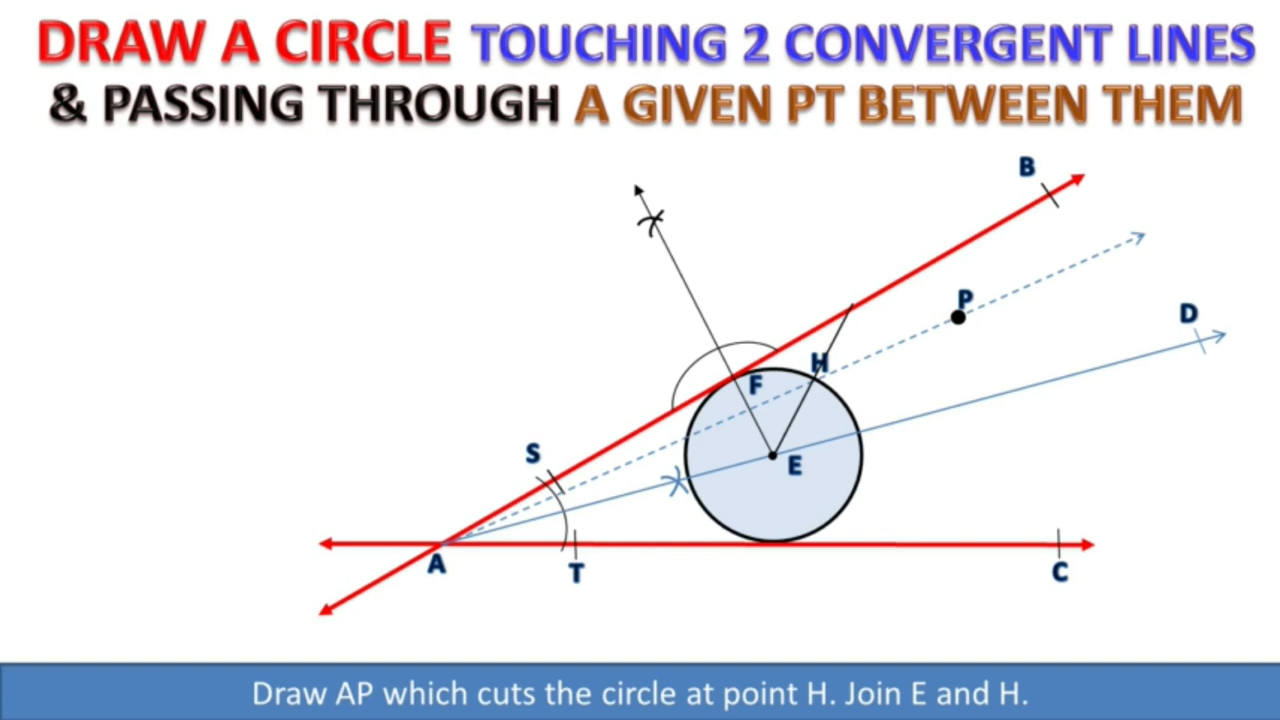 DRAW A CIRCLE TOUCHING 2 CONVERGENT LINES
& PASSING THROUGH A GIVEN PT BETWEEN THEM
B
P
D
H
F
S
E
A
T
C
Draw AP which cuts the circle at point H. Join E and H.